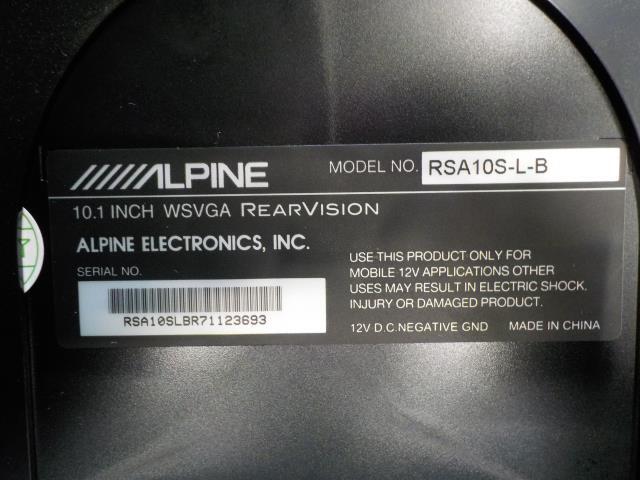 ALPINE
MODEL NO. RSA10S-L-B
10.1 INCH WSVGA REARVISION
ALPINE ELECTRONICS, INC.
SERIAL NO.
RSA10SLBR71123693
USE THIS PRODUCT ONLY FOR
MOBILE 12V APPLICATIONS OTHER
USES MAY RESULT IN ELECTRIC SHOCK.
INJURY OR DAMAGED PRODUCT.
12V D.C. NEGATIVE GND MADE IN CHINA